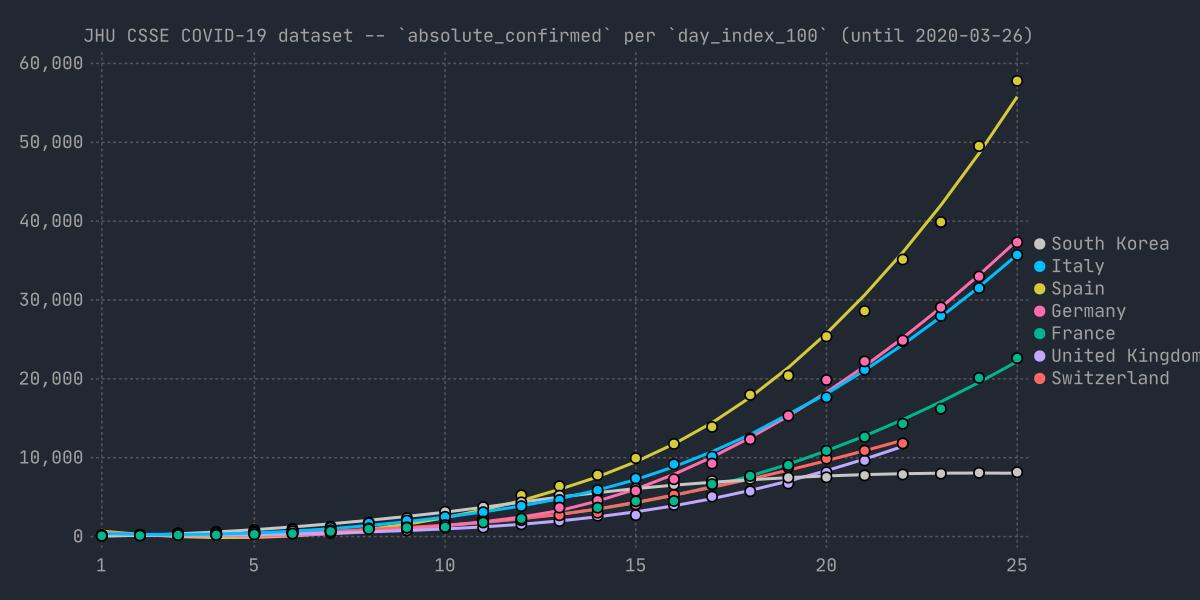 JHU CSSE COVID-19 dataset -- `absolute_confirmed` per `day_index_100` (until 2020-03-26)
60,000
50,000
40,000
30,000
20,000
10,000
0
1 5 10 15 20 25
South Korea
Italy
Spain
Germany
France
United Kingdom
Switzerland